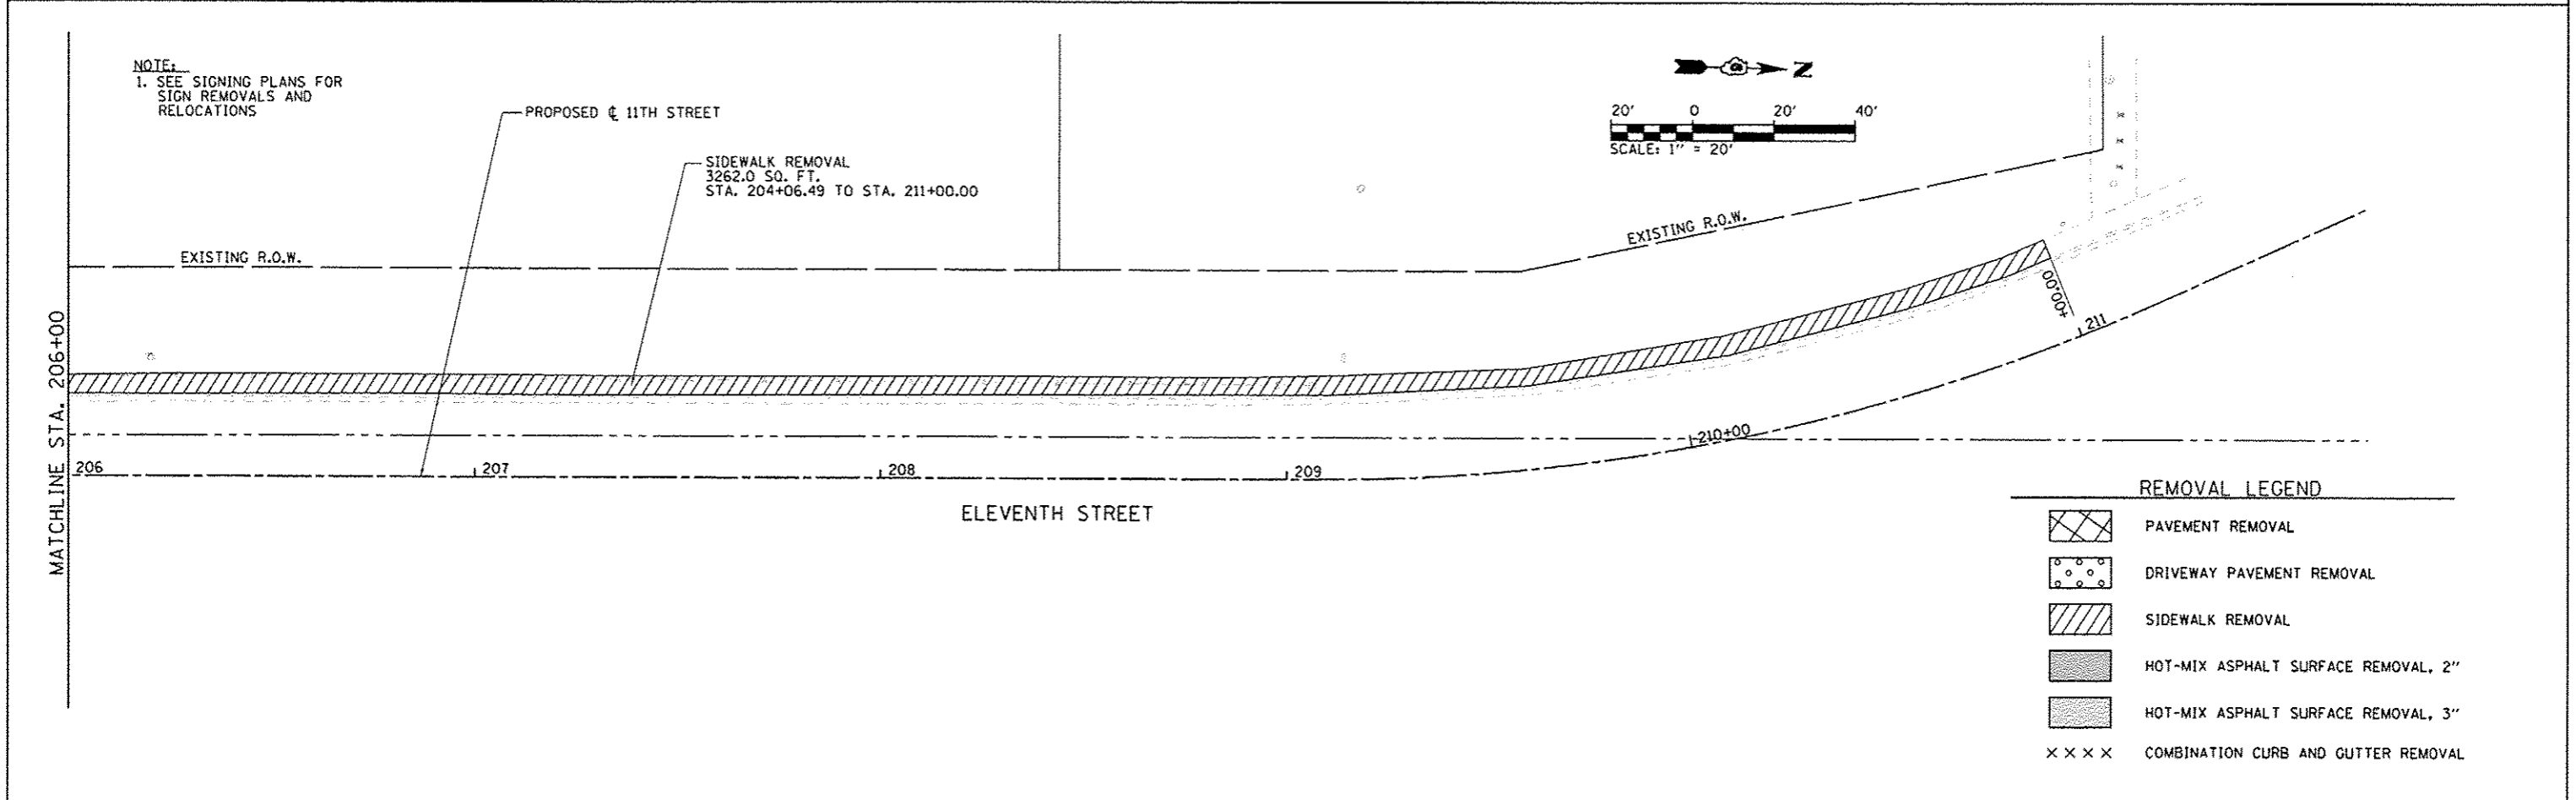 NOTE:
1. SEE SIGNING PLANS FOR
SIGN REMOVALS AND
RELOCATIONS
PROPOSED ℄ 11TH STREET
SIDEWALK REMOVAL
3262.0 SQ. FT.
STA. 204+06.49 TO STA. 211+00.00
N
20' 0 20' 40'
SCALE: 1" = 20'
EXISTING R.O.W.
EXISTING R.O.W.
MATCHLINE STA. 206+00
+00.00
211
210+00
206
207
208
209
ELEVENTH STREET
REMOVAL LEGEND
PAVEMENT REMOVAL
DRIVEWAY PAVEMENT REMOVAL
SIDEWALK REMOVAL
HOT-MIX ASPHALT SURFACE REMOVAL, 2"
HOT-MIX ASPHALT SURFACE REMOVAL, 3"
COMBINATION CURB AND GUTTER REMOVAL